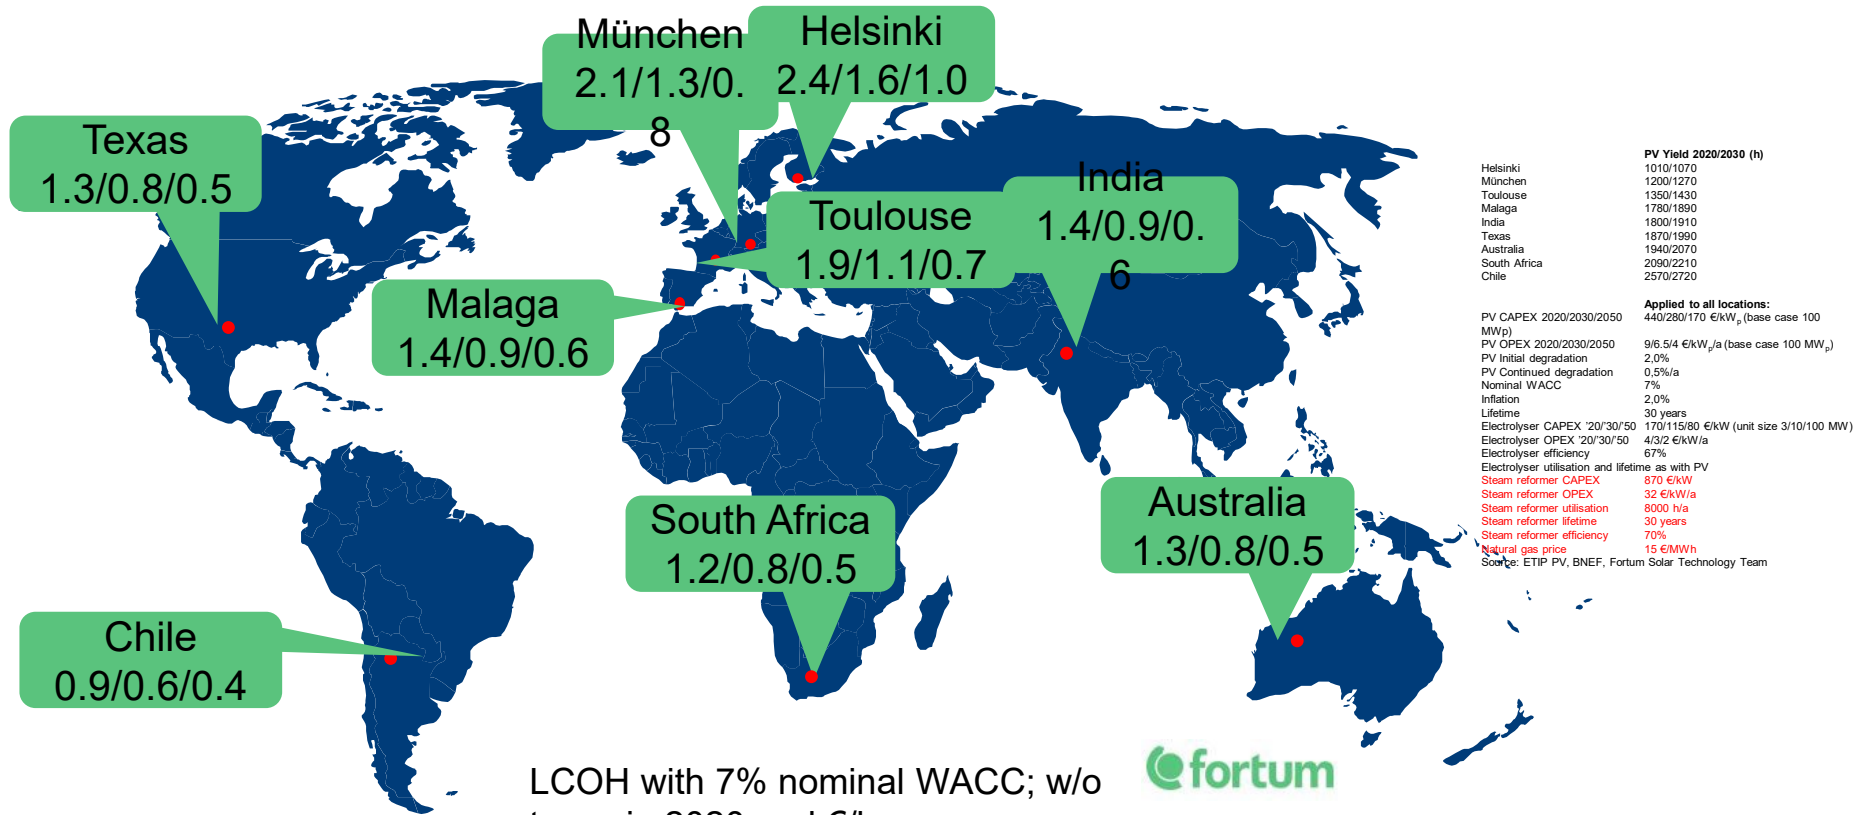 München
2.1/1.3/0.
8
Helsinki
2.4/1.6/1.0
Texas
1.3/0.8/0.5
India
1.4/0.9/0.
6
Toulouse
1.9/1.1/0.7
Malaga
1.4/0.9/0.6
South Africa
1.2/0.8/0.5
Australia
1.3/0.8/0.5
Chile
0.9/0.6/0.4
PV Yield 2020/2030 (h)
Helsinki 1010/1070
München 1200/1270
Toulouse 1350/1430
Malaga 1780/1890
India 1800/1910
Texas 1870/1990
Australia 1940/2070
South Africa 2090/2210
Chile 2570/2720
Applied to all locations:
PV CAPEX 2020/2030/2050 440/280/170 €/kWp (base case 100
MWp)
PV OPEX 2020/2030/2050 9/6.5/4 €/kWp/a (base case 100 MWp)
PV Initial degradation 2,0%
PV Continued degradation 0,5%/a
Nominal WACC 7%
Inflation 2,0%
Lifetime 30 years
Electrolyser CAPEX '20/'30/'50 170/115/80 €/kW (unit size 3/10/100 MW)
Electrolyser OPEX '20/'30/'50 4/3/2 €/kW/a
Electrolyser efficiency 67%
Electrolyser utilisation and lifetime as with PV
Steam reformer CAPEX 870 €/kW
Steam reformer OPEX 32 €/kW/a
Steam reformer utilisation 8000 h/a
Steam reformer lifetime 30 years
Steam reformer efficiency 70%
Natural gas price 15 €/MWh
Source: ETIP PV, BNEF, Fortum Solar Technology Team
LCOH with 7% nominal WACC; w/o
fortum